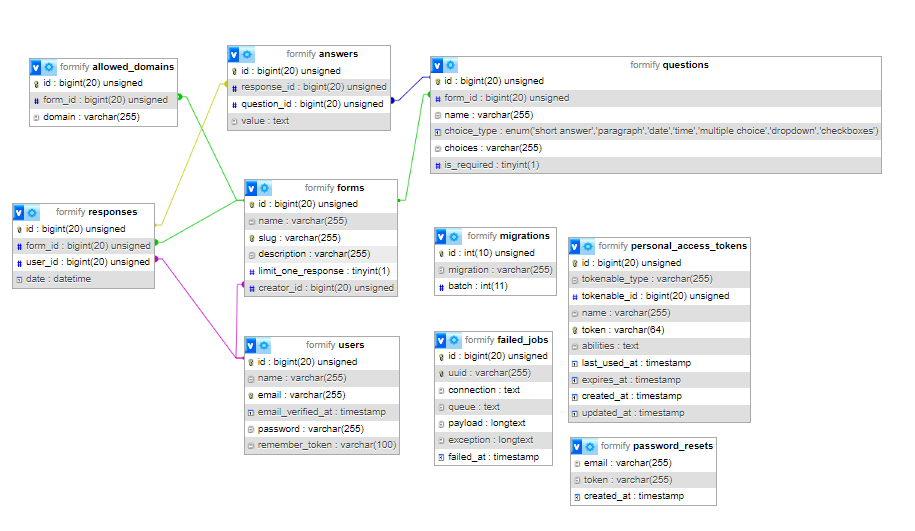 formify allowed_domains
id : bigint(20) unsigned
form_id : bigint(20) unsigned
domain : varchar(255)
formify answers
id : bigint(20) unsigned
response_id : bigint(20) unsigned
question_id : bigint(20) unsigned
value : text
formify questions
id : bigint(20) unsigned
form_id : bigint(20) unsigned
name : varchar(255)
choice_type : enum('short answer','paragraph','date','time','multiple choice','dropdown','checkboxes')
choices : varchar(255)
is_required : tinyint(1)
formify responses
id : bigint(20) unsigned
form_id : bigint(20) unsigned
user_id : bigint(20) unsigned
date : datetime
formify forms
id : bigint(20) unsigned
name : varchar(255)
slug : varchar(255)
description : varchar(255)
limit_one_response : tinyint(1)
creator_id : bigint(20) unsigned
formify migrations
id : int(10) unsigned
migration : varchar(255)
batch : int(11)
formify personal_access_tokens
id : bigint(20) unsigned
tokenable_type : varchar(255)
tokenable_id : bigint(20) unsigned
name : varchar(255)
token : varchar(64)
abilities : text
last_used_at : timestamp
expires_at : timestamp
created_at : timestamp
updated_at : timestamp
formify users
id : bigint(20) unsigned
name : varchar(255)
email : varchar(255)
email_verified_at : timestamp
password : varchar(255)
remember_token : varchar(100)
formify failed_jobs
id : bigint(20) unsigned
uuid : varchar(255)
connection : text
queue : text
payload : longtext
exception : longtext
failed_at : timestamp
formify password_resets
email : varchar(255)
token : varchar(255)
created_at : timestamp